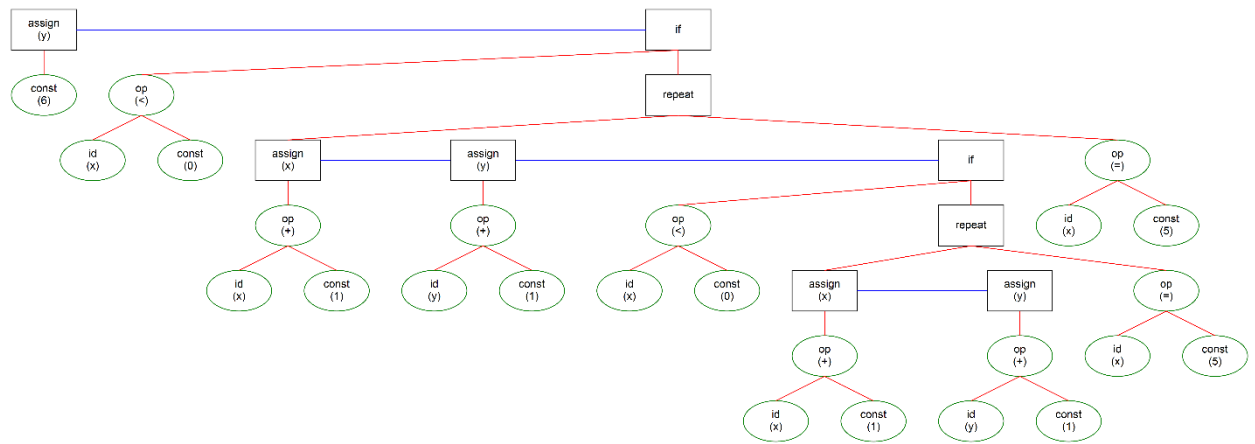 assign
(y)
if
const
(6)
op
(<)
repeat
id
(x)
const
(0)
assign
(x)
assign
(y)
if
op
(=)
op
(+)
op
(+)
op
(<)
repeat
id
(x)
const
(5)
id
(x)
const
(1)
id
(y)
const
(1)
id
(x)
const
(0)
assign
(x)
assign
(y)
op
(=)
op
(+)
op
(+)
id
(x)
const
(5)
id
(x)
const
(1)
id
(y)
const
(1)